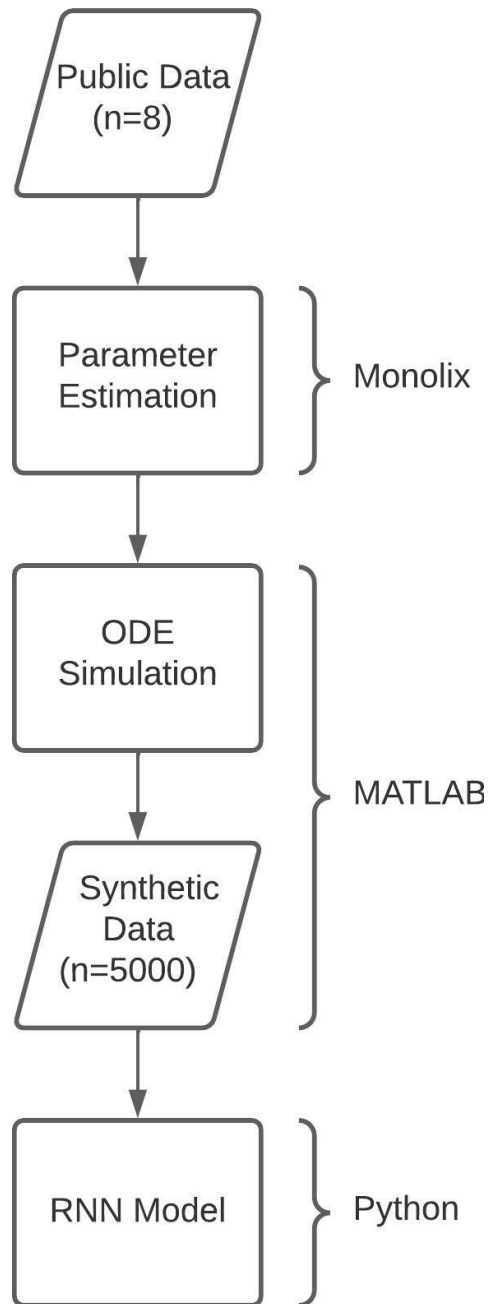 Public Data
(n=8)
Parameter
Estimation
Monolix
ODE
Simulation
MATLAB
Synthetic
Data
(n=5000)
RNN Model
Python